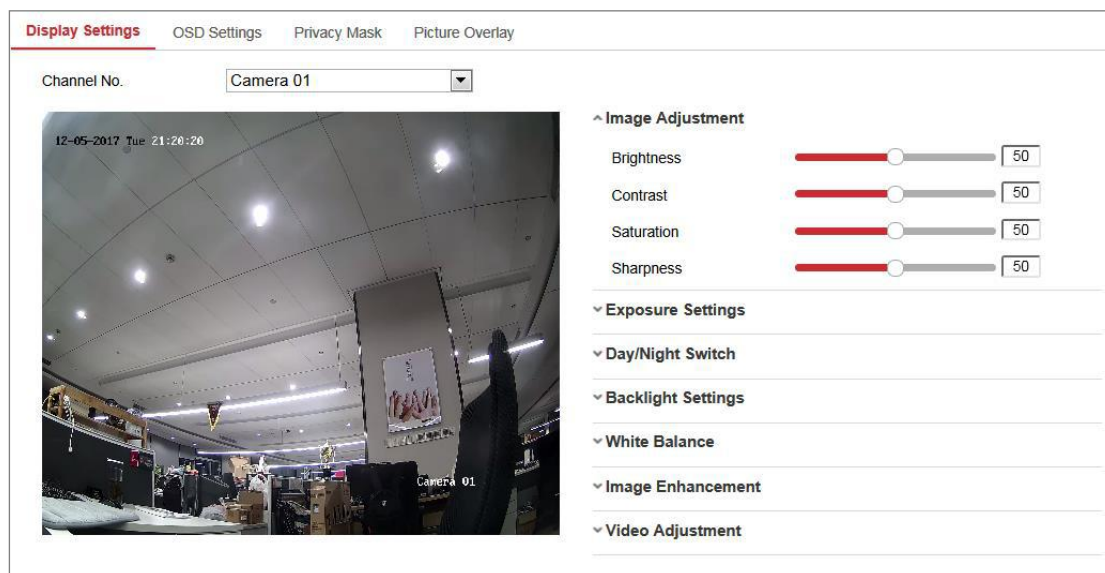 Display Settings OSD Settings Privacy Mask Picture Overlay
Channel No. Camera 01
12-05-2017 Tue 21:20:20
Camera 01
Image Adjustment
Brightness 50
Contrast 50
Saturation 50
Sharpness 50
Exposure Settings
Day/Night Switch
Backlight Settings
White Balance
Image Enhancement
Video Adjustment